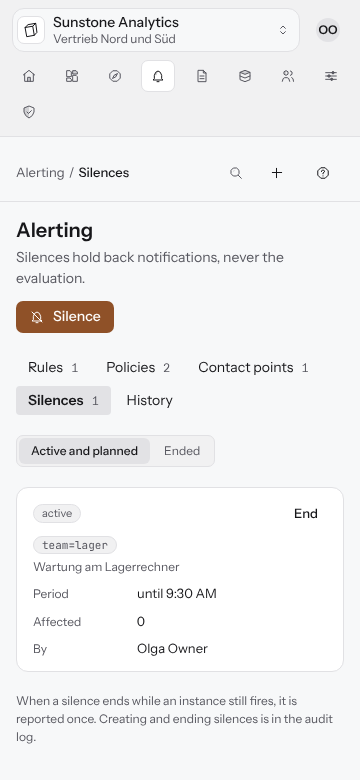 Sunstone Analytics
Vertrieb Nord und Süd
OO
Alerting / Silences
Alerting
Silences hold back notifications, never the
evaluation.
Silence
Rules 1 Policies 2 Contact points 1
Silences 1 History
Active and planned Ended
active End
team=lager
Wartung am Lagerrechner
Period until 9:30 AM
Affected 0
By Olga Owner
When a silence ends while an instance still fires, it is
reported once. Creating and ending silences is in the audit
log.